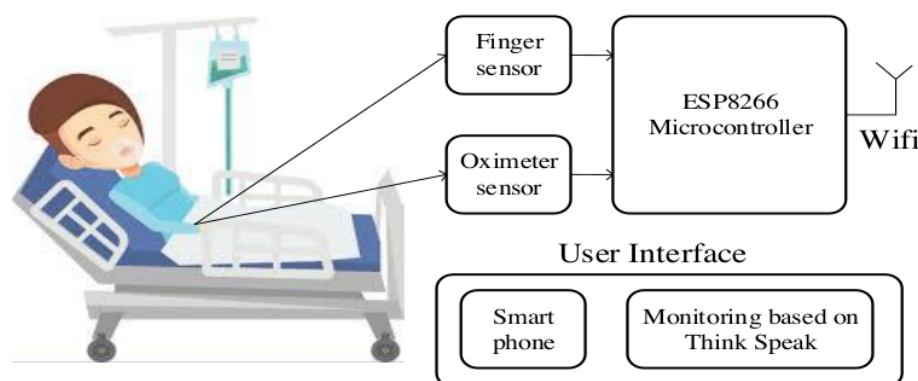 Finger
sensor
ESP8266
Microcontroller
Wifi
Oximeter
sensor
User Interface
Smart
phone
Monitoring based on
Think Speak